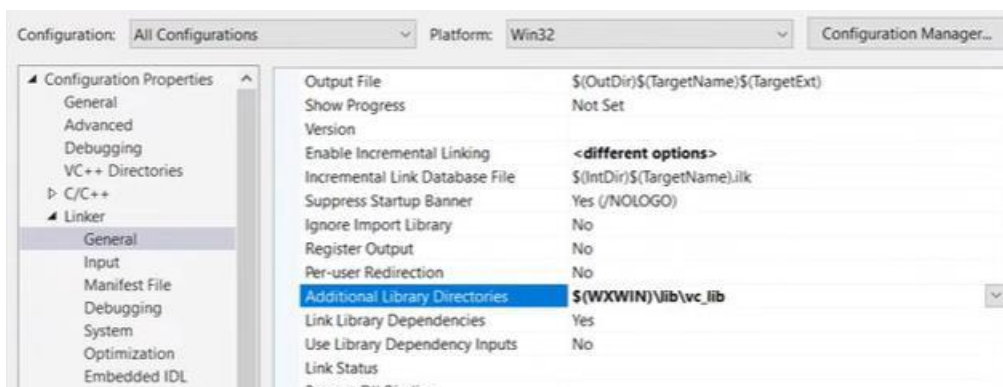 Configuration: All Configurations Platform: Win32 Configuration Manager...
Configuration Properties
General
Advanced
Debugging
VC++ Directories
C/C++
Linker
General
Input
Manifest File
Debugging
System
Optimization
Embedded IDL
Output File $(OutDir)$(TargetName)$(TargetExt)
Show Progress Not Set
Version
Enable Incremental Linking <different options>
Incremental Link Database File $(IntDir)$(TargetName).ilk
Suppress Startup Banner Yes (/NOLOGO)
Ignore Import Library No
Register Output No
Per-user Redirection No
Additional Library Directories $(WXWIN)\lib\vc_lib
Link Library Dependencies Yes
Use Library Dependency Inputs No
Link Status